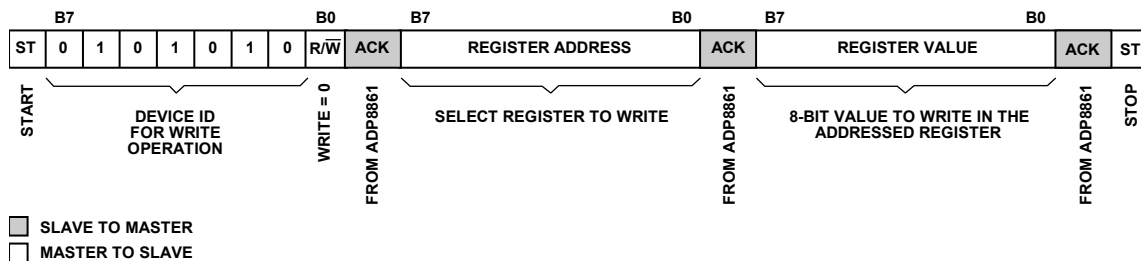 B7 B0 B7 B0 B7 B0
ST 0 1 0 1 0 1 0 R/W̅ ACK REGISTER ADDRESS ACK REGISTER VALUE ACK ST
START
DEVICE ID
FOR WRITE
OPERATION
WRITE = 0
FROM ADP8861
SELECT REGISTER TO WRITE
FROM ADP8861
8-BIT VALUE TO WRITE IN THE
ADDRESSED REGISTER
FROM ADP8861
STOP
SLAVE TO MASTER
MASTER TO SLAVE